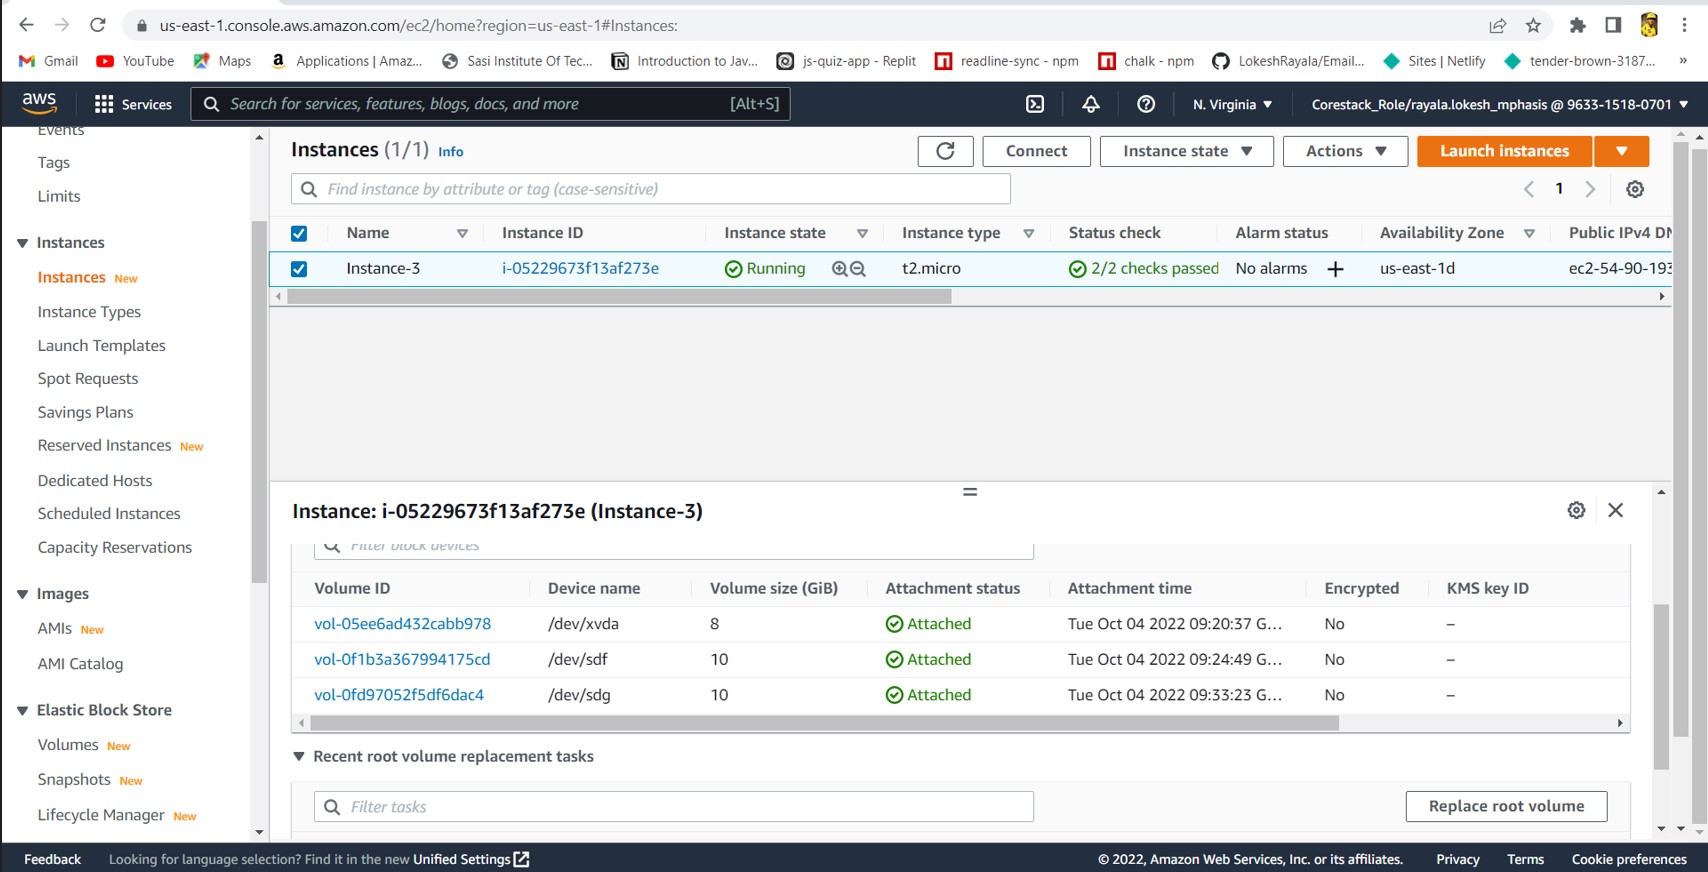 us-east-1.console.aws.amazon.com/ec2/home?region=us-east-1#Instances:
Gmail YouTube Maps Applications | Amaz... Sasi Institute Of Tec... Introduction to Jav... js-quiz-app - Replit readline-sync - npm chalk - npm LokeshRayala/Email... Sites | Netlify tender-brown-3187... »
aws Services Search for services, features, blogs, docs, and more [Alt+S] N. Virginia Corestack_Role/rayala.lokesh_mphasis @ 9633-1518-0701
Events
Tags
Limits
Instances
Instances New
Instance Types
Launch Templates
Spot Requests
Savings Plans
Reserved Instances New
Dedicated Hosts
Scheduled Instances
Capacity Reservations
Images
AMIs New
AMI Catalog
Elastic Block Store
Volumes New
Snapshots New
Lifecycle Manager New
Instances (1/1) Info Connect Instance state Actions Launch instances
Find instance by attribute or tag (case-sensitive) 1
Name Instance ID Instance state Instance type Status check Alarm status Availability Zone Public IPv4 DN
Instance-3 i-05229673f13af273e Running t2.micro 2/2 checks passed No alarms + us-east-1d ec2-54-90-193
Instance: i-05229673f13af273e (Instance-3)
Filter block devices
Volume ID Device name Volume size (GiB) Attachment status Attachment time Encrypted KMS key ID
vol-05ee6ad432cabb978 /dev/xvda 8 Attached Tue Oct 04 2022 09:20:37 G... No –
vol-0f1b3a367994175cd /dev/sdf 10 Attached Tue Oct 04 2022 09:24:49 G... No –
vol-0fd97052f5df6dac4 /dev/sdg 10 Attached Tue Oct 04 2022 09:33:23 G... No –
Recent root volume replacement tasks
Filter tasks Replace root volume
Feedback Looking for language selection? Find it in the new Unified Settings © 2022, Amazon Web Services, Inc. or its affiliates. Privacy Terms Cookie preferences